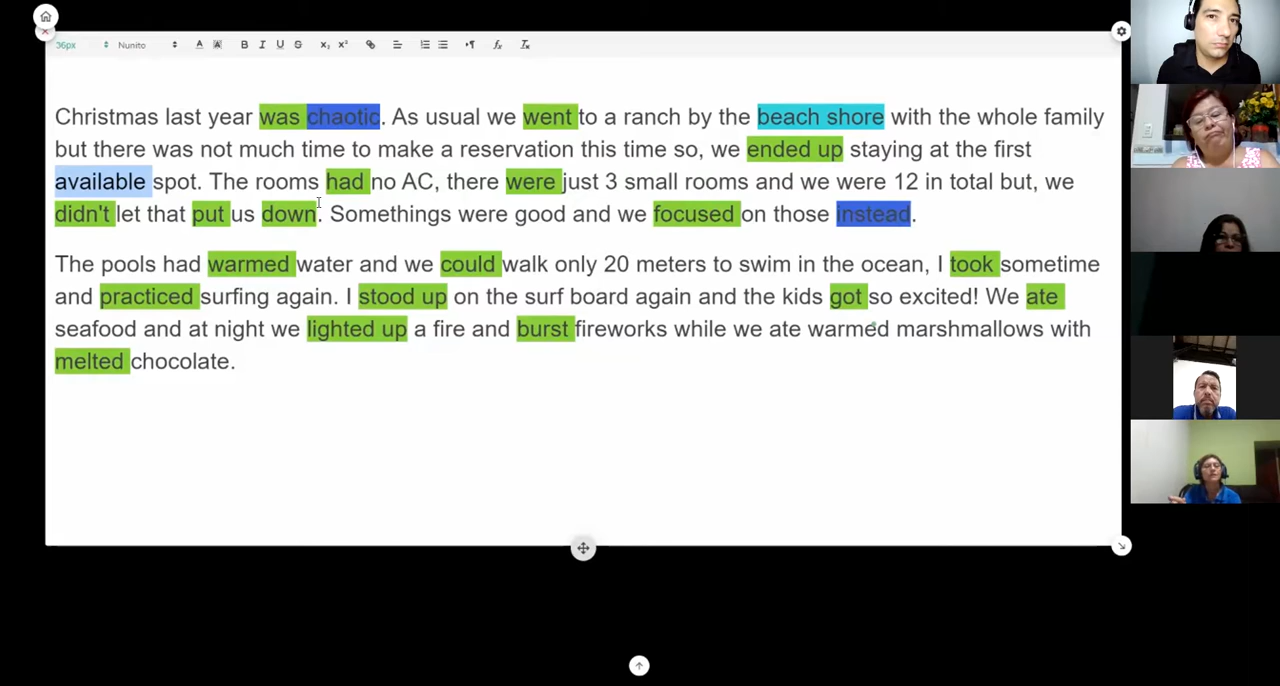 36px Nunito
Christmas last year was chaotic. As usual we went to a ranch by the beach shore with the whole family
but there was not much time to make a reservation this time so, we ended up staying at the first
available spot. The rooms had no AC, there were just 3 small rooms and we were 12 in total but, we
didn't let that put us down. Somethings were good and we focused on those instead.
The pools had warmed water and we could walk only 20 meters to swim in the ocean, I took sometime
and practiced surfing again. I stood up on the surf board again and the kids got so excited! We ate
seafood and at night we lighted up a fire and burst fireworks while we ate warmed marshmallows with
melted chocolate.